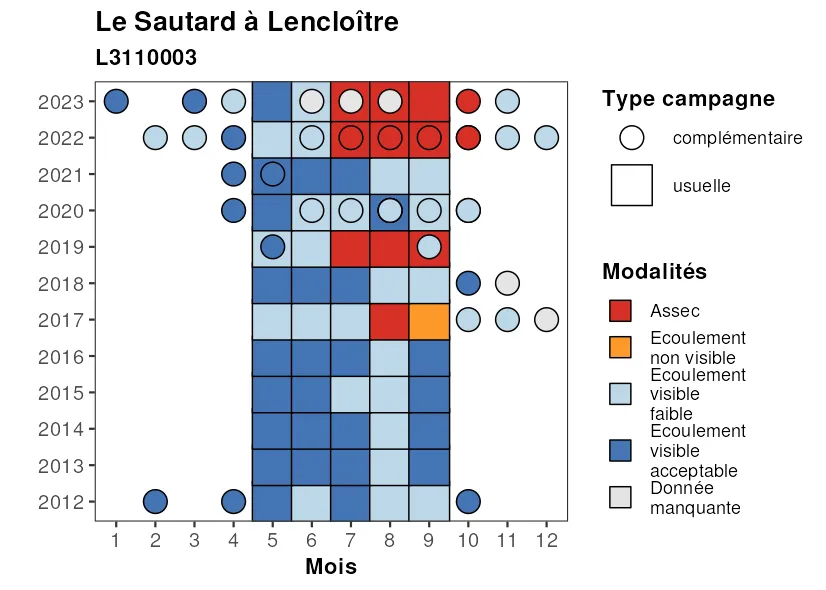 Le Sautard à Lencloître
L3110003
2023
2022
2021
2020
2019
2018
2017
2016
2015
2014
2013
2012
1 2 3 4 5 6 7 8 9 10 11 12
Mois
Type campagne
complémentaire
usuelle
Modalités
Assec
Ecoulement
non visible
Ecoulement
visible
faible
Ecoulement
visible
acceptable
Donnée
manquante